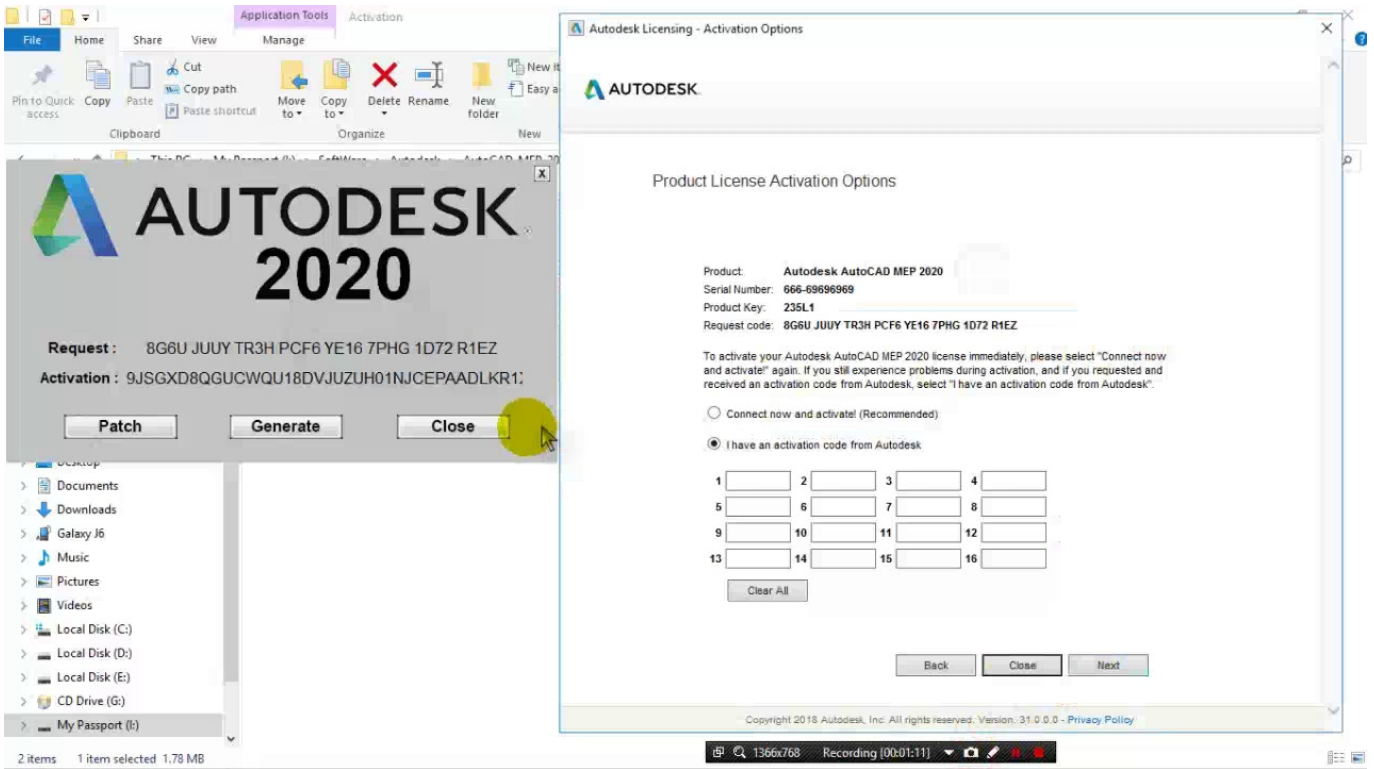 Application Tools
Activation
File
Home
Share
View
Manage
Pin to Quick access
Copy
Paste
Cut
Copy path
Paste shortcut
Move to
Copy to
Delete
Rename
New folder
New it
Easy a
Clipboard
Organize
New
AUTODESK
2020
Request : 8G6U JUUY TR3H PCF6 YE16 7PHG 1D72 R1EZ
Activation : 9JSGXD8QGUCWQU18DVJUZUH01NJCEPAADLKR1
Patch
Generate
Close
Desktop
Documents
Downloads
Galaxy J6
Music
Pictures
Videos
Local Disk (C:)
Local Disk (D:)
Local Disk (E:)
CD Drive (G:)
My Passport (I:)
2 items 1 item selected 1.78 MB
Autodesk Licensing - Activation Options
AUTODESK.
Product License Activation Options
Product: Autodesk AutoCAD MEP 2020
Serial Number: 666-69696969
Product Key: 235L1
Request code: 8G6U JUUY TR3H PCF6 YE16 7PHG 1D72 R1EZ
To activate your Autodesk AutoCAD MEP 2020 license immediately, please select "Connect now
and activate!" again. If you still experience problems during activation, and if you requested and
received an activation code from Autodesk, select "I have an activation code from Autodesk".
Connect now and activate! (Recommended)
I have an activation code from Autodesk
1 2 3 4
5 6 7 8
9 10 11 12
13 14 15 16
Clear All
Back
Close
Next
Copyright 2018 Autodesk, Inc. All rights reserved. Version. 31.0.0.0 - Privacy Policy
1366x768 Recording [00:01:11]